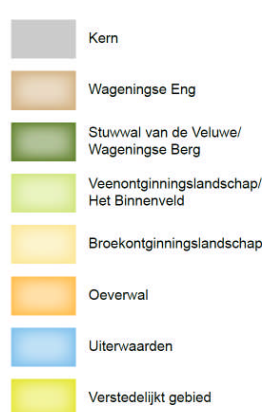 Kern
Wageningse Eng
Stuwwal van de Veluwe/
Wageningse Berg
Veenontginningslandschap/
Het Binnenveld
Broekontginningslandschap
Oeverwal
Uiterwaarden
Verstedelijkt gebied